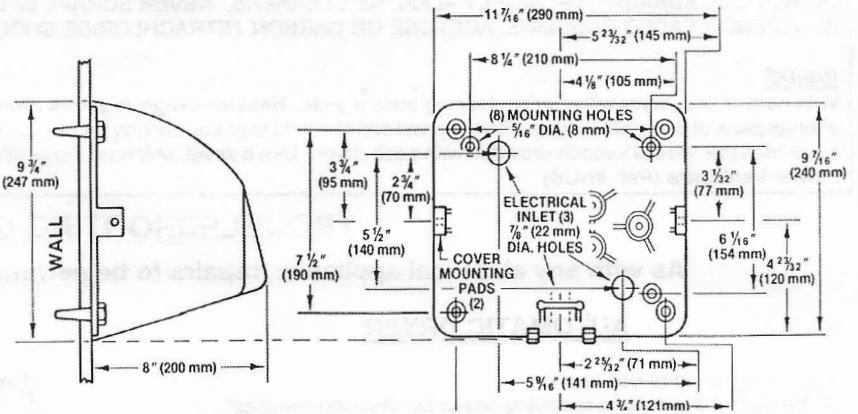 11 7/16" (290 mm)
5 23/32" (145 mm)
8 1/4" (210 mm)
4 1/8" (105 mm)
(8) MOUNTING HOLES
5/16" DIA. (8 mm)
9 3/4"
(247 mm)
3 3/4"
(95 mm)
2 3/4"
(70 mm)
3 1/32"
(77 mm)
9 7/16"
(240 mm)
ELECTRICAL
INLET (3)
7/8" (22 mm)
DIA. HOLES
WALL
5 1/2"
(140 mm)
6 1/16"
(154 mm)
7 1/2"
(190 mm)
COVER
MOUNTING
PADS
(2)
4 23/32"
(120 mm)
8" (200 mm)
2 25/32" (71 mm)
5 9/16" (141 mm)
4 3/4" (121mm)